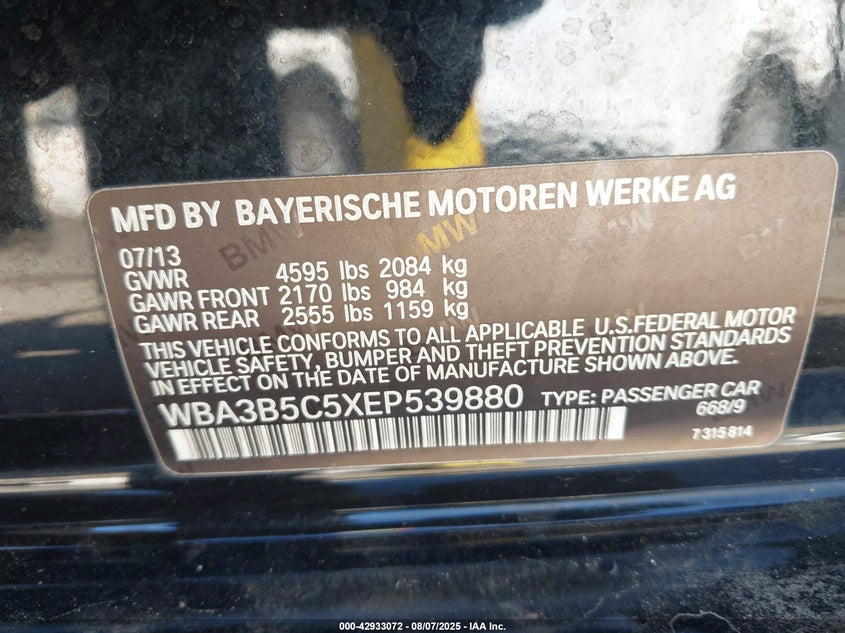 MFD BY BAYERISCHE MOTOREN WERKE AG
BMW BMW
07/13
GVWR 4595 lbs 2084 kg
GAWR FRONT 2170 lbs 984 kg
GAWR REAR 2555 lbs 1159 kg
THIS VEHICLE CONFORMS TO ALL APPLICABLE U.S.FEDERAL MOTOR
VEHICLE SAFETY, BUMPER AND THEFT PREVENTION STANDARDS
IN EFFECT ON THE DATE OF MANUFACTURE SHOWN ABOVE.
WBA3B5C5XEP539880 TYPE: PASSENGER CAR
668/9
7315814
000-42933072 - 08/07/2025 - IAA Inc.